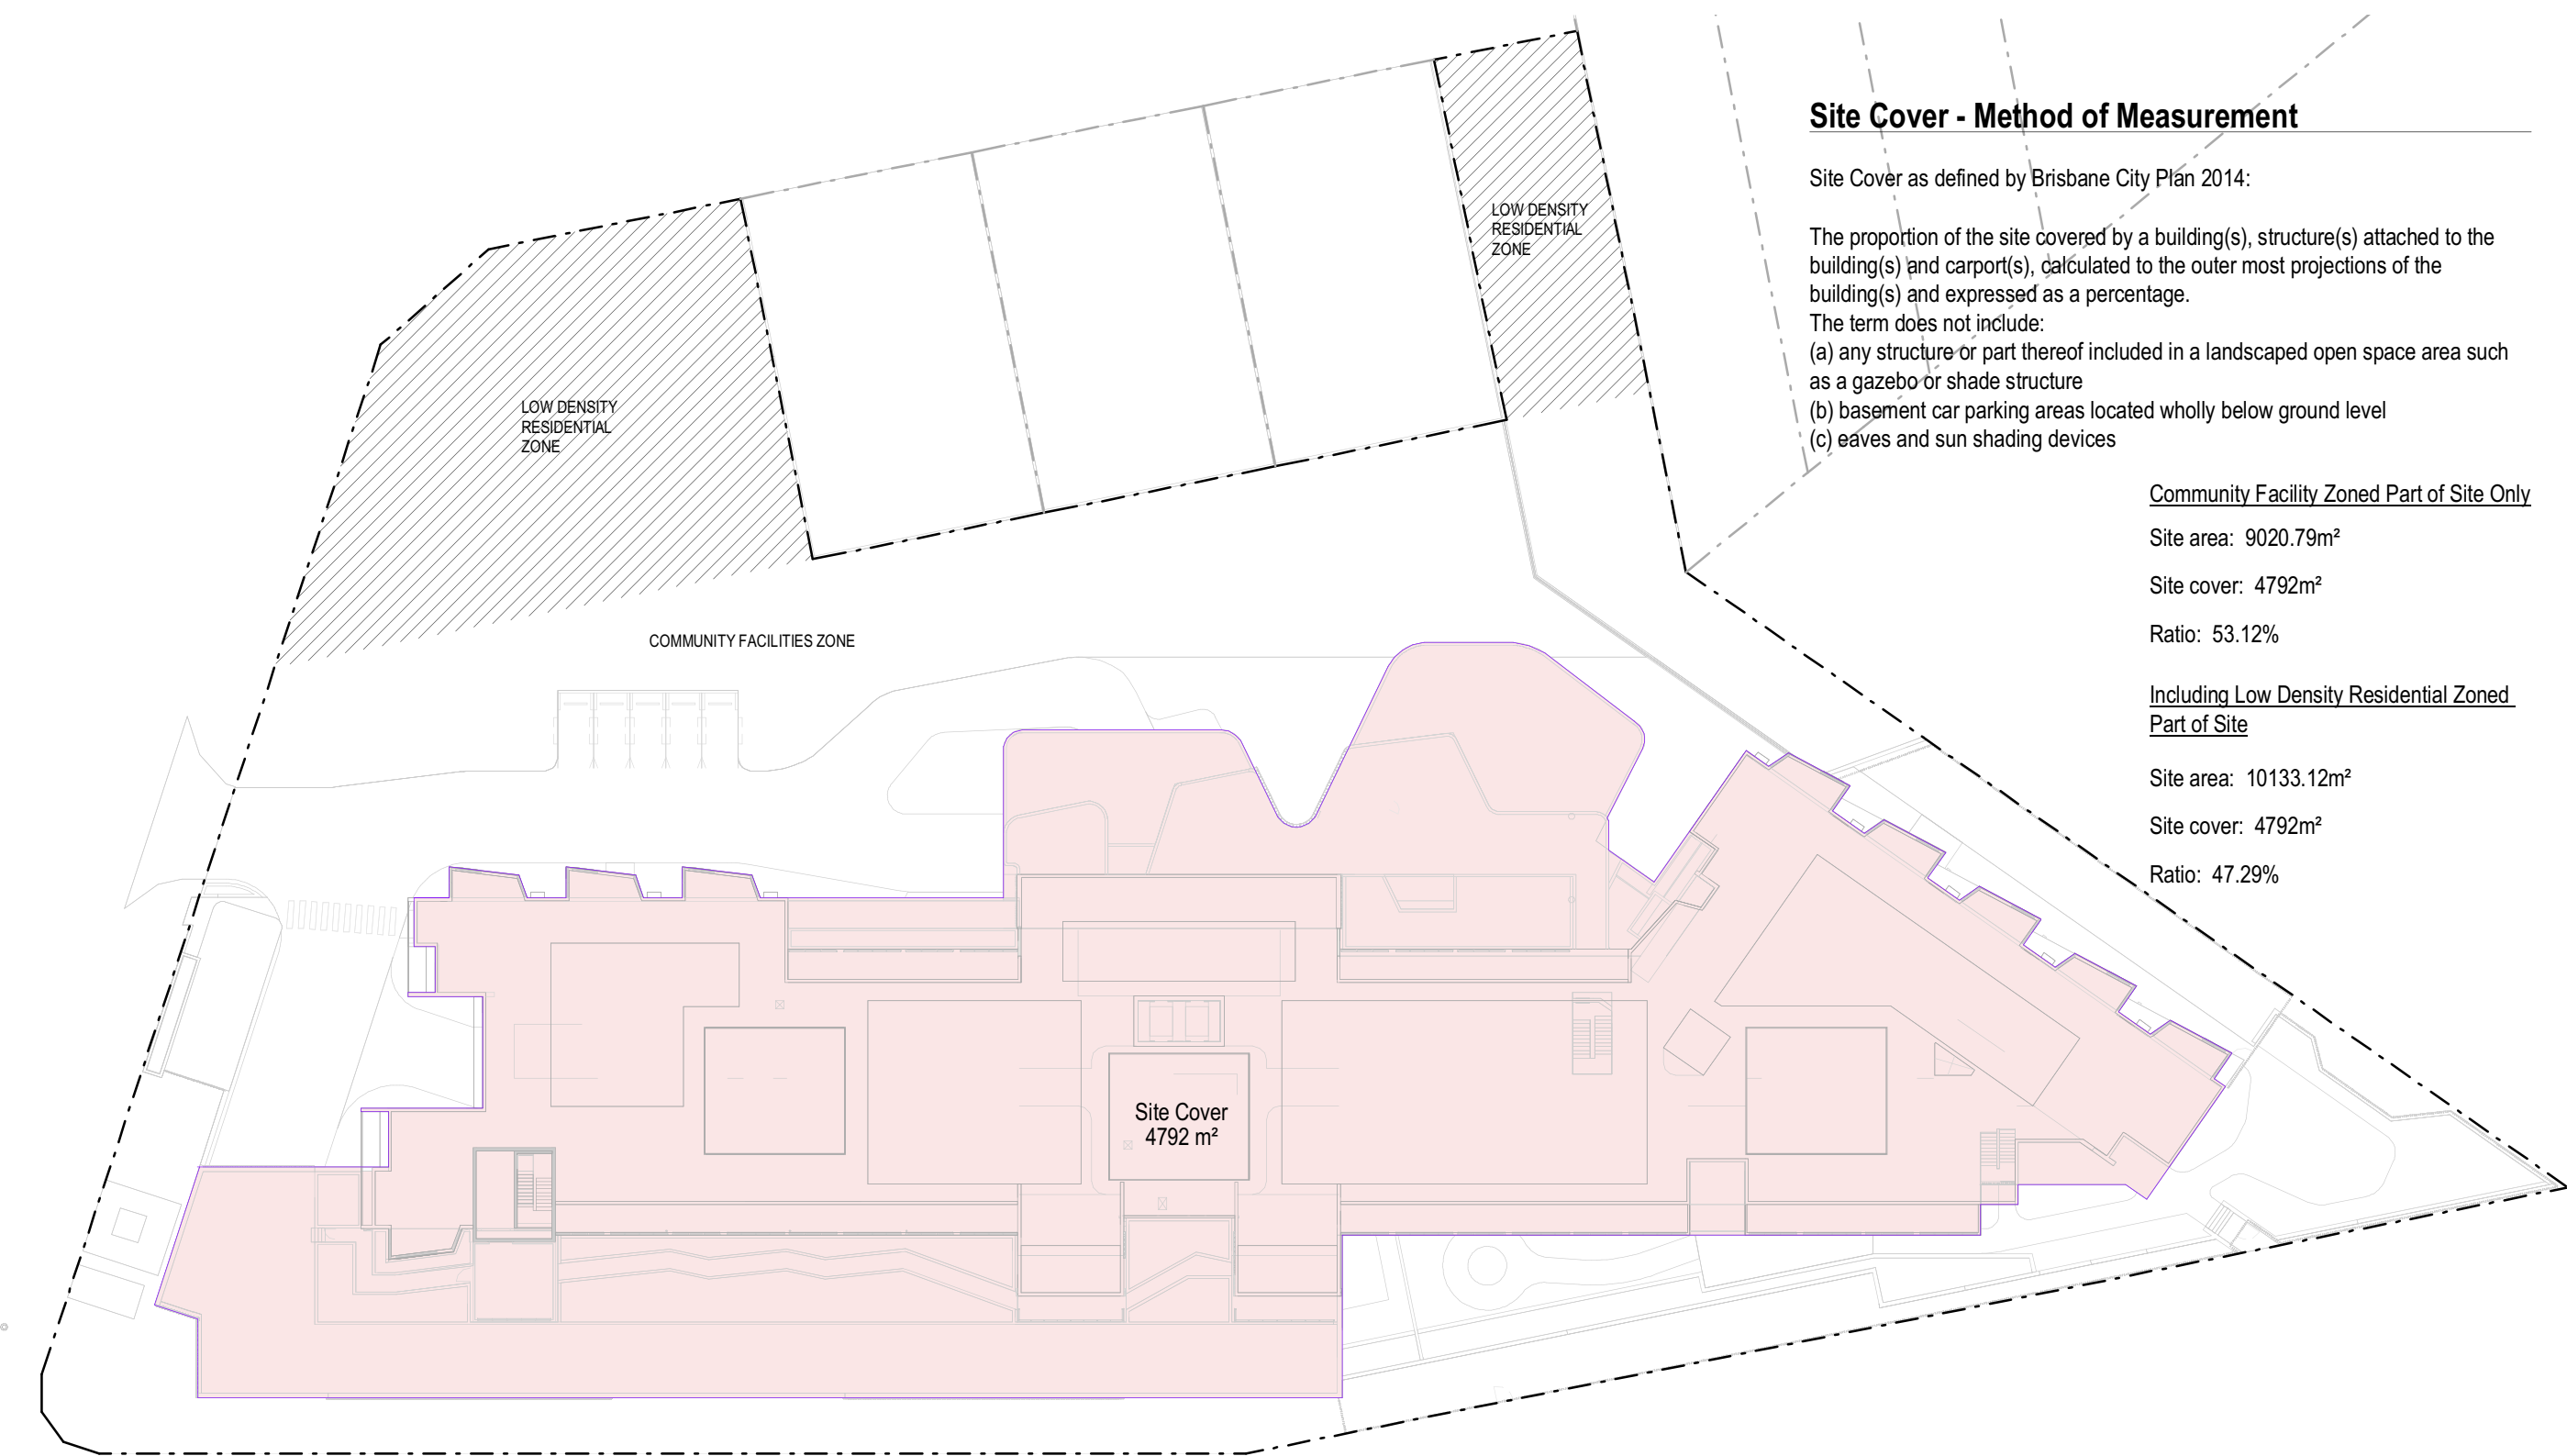 Site Cover - Method of Measurement
Site Cover as defined by Brisbane City Plan 2014:
The proportion of the site covered by a building(s), structure(s) attached to the
building(s) and carport(s), calculated to the outer most projections of the
building(s) and expressed as a percentage.
The term does not include:
(a) any structure or part thereof included in a landscaped open space area such
as a gazebo or shade structure
(b) basement car parking areas located wholly below ground level
(c) eaves and sun shading devices
LOW DENSITY
RESIDENTIAL
ZONE
LOW DENSITY
RESIDENTIAL
ZONE
Community Facility Zoned Part of Site Only
Site area: 9020.79m²
Site cover: 4792m²
Ratio: 53.12%
COMMUNITY FACILITIES ZONE
Including Low Density Residential Zoned
Part of Site
Site area: 10133.12m²
Site cover: 4792m²
Ratio: 47.29%
Site Cover
4792 m²